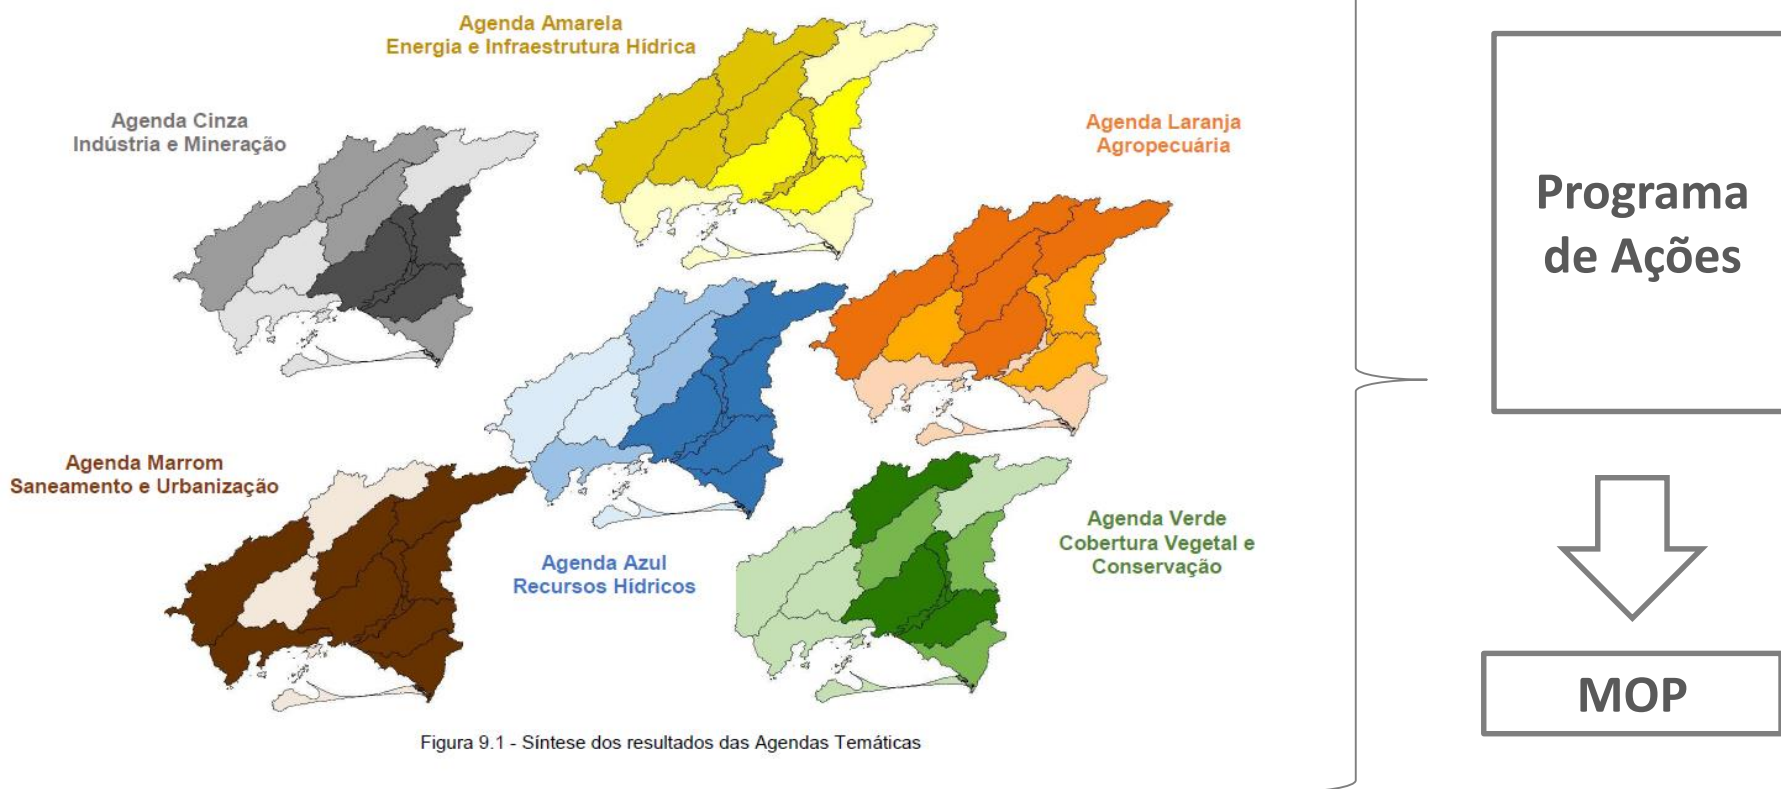 Agenda Amarela
Energia e Infraestrutura Hídrica
Agenda Cinza
Indústria e Mineração
Agenda Laranja
Agropecuária
Agenda Marrom
Saneamento e Urbanização
Agenda Azul
Recursos Hídricos
Agenda Verde
Cobertura Vegetal e
Conservação
Figura 9.1 - Síntese dos resultados das Agendas Temáticas
Programa
de Ações
MOP